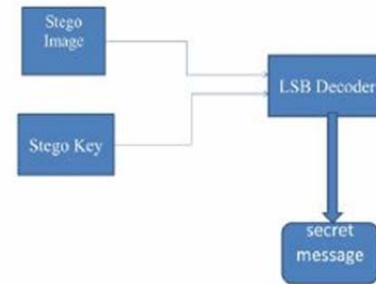 Stego
Image
LSB Decoder
Stego Key
secret
message